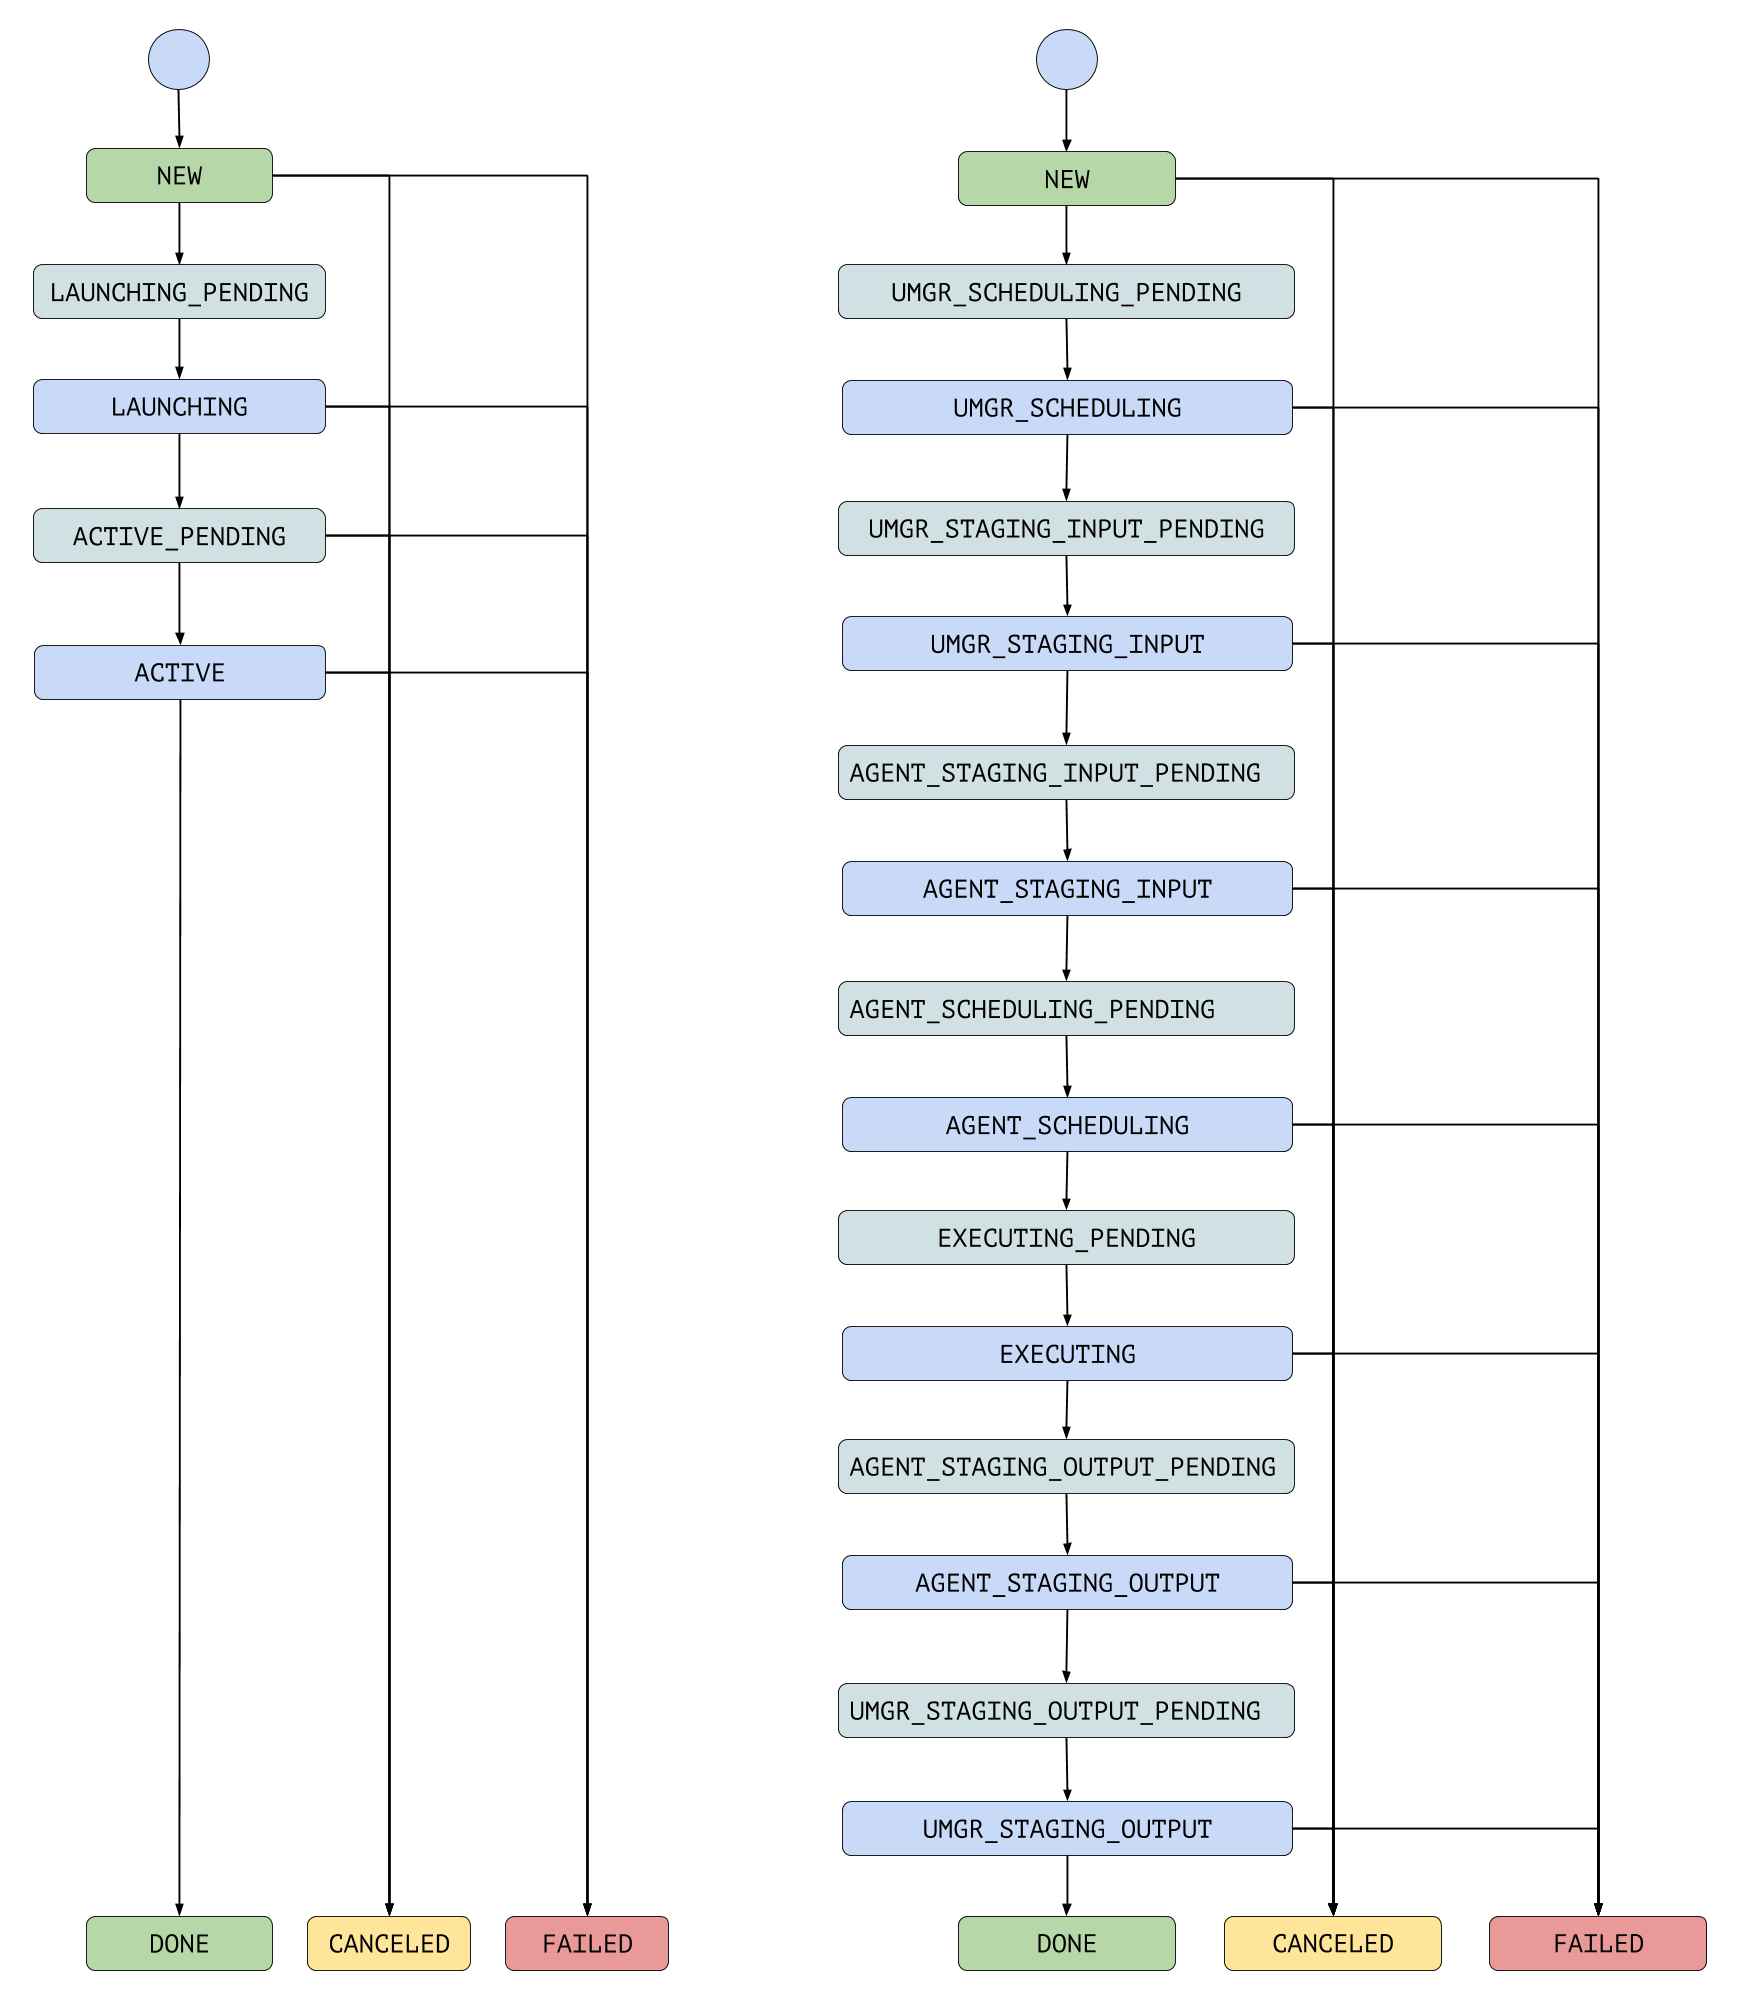 NEW
LAUNCHING_PENDING
LAUNCHING
ACTIVE_PENDING
ACTIVE
DONE
CANCELED
FAILED
NEW
UMGR_SCHEDULING_PENDING
UMGR_SCHEDULING
UMGR_STAGING_INPUT_PENDING
UMGR_STAGING_INPUT
AGENT_STAGING_INPUT_PENDING
AGENT_STAGING_INPUT
AGENT_SCHEDULING_PENDING
AGENT_SCHEDULING
EXECUTING_PENDING
EXECUTING
AGENT_STAGING_OUTPUT_PENDING
AGENT_STAGING_OUTPUT
UMGR_STAGING_OUTPUT_PENDING
UMGR_STAGING_OUTPUT
DONE
CANCELED
FAILED